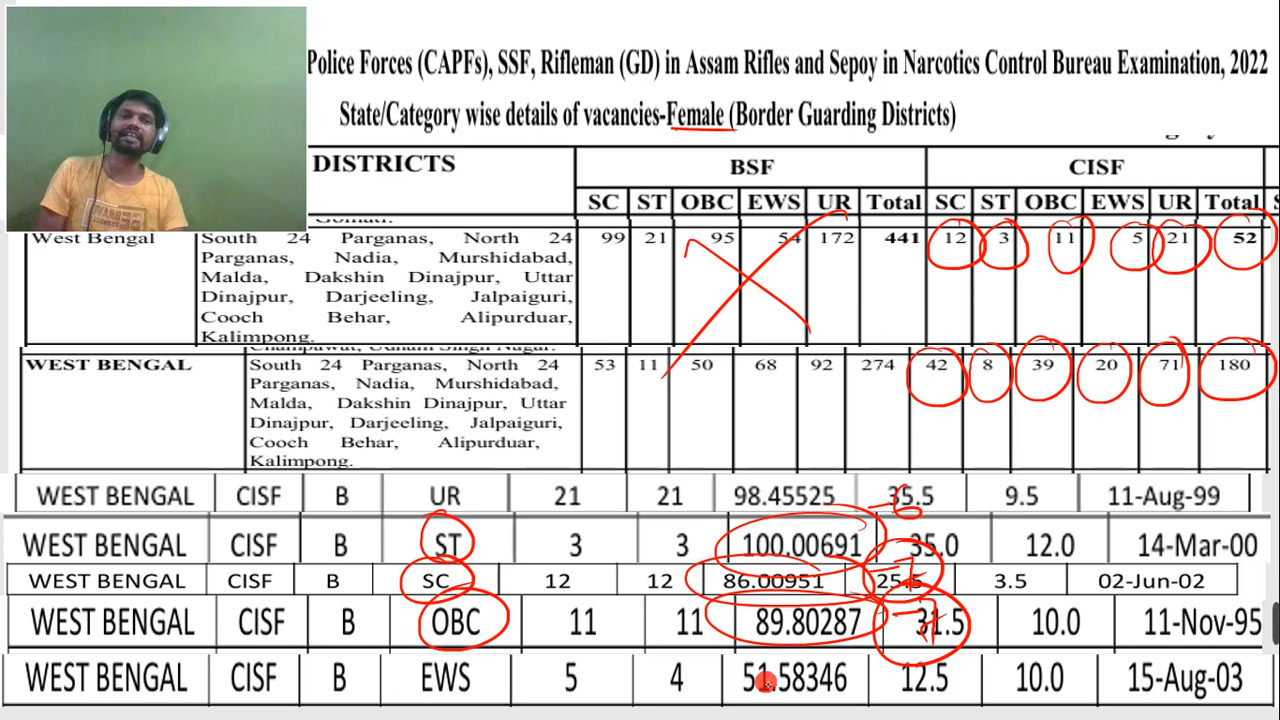 Police Forces (CAPFs), SSF, Rifleman (GD) in Assam Rifles and Sepoy in Narcotics Control Bureau Examination, 2022
State/Category wise details of vacancies-Female (Border Guarding Districts)
DISTRICTS BSF CISF
SC ST OBC EWS UR Total SC ST OBC EWS UR Total
West Bengal South 24 Parganas, North 24 99 21 95 54 172 441 12 3 11 5 21 52
Parganas, Nadia, Murshidabad,
Malda, Dakshin Dinajpur, Uttar
Dinajpur, Darjeeling, Jalpaiguri,
Cooch Behar, Alipurduar,
Kalimpong.
WEST BENGAL South 24 Parganas, North 24 53 11 50 68 92 274 42 8 39 20 71 180
Parganas, Nadia, Murshidabad,
Malda, Dakshin Dinajpur, Uttar
Dinajpur, Darjeeling, Jalpaiguri,
Cooch Behar, Alipurduar,
Kalimpong.
WEST BENGAL CISF B UR 21 21 98.45525 35.5 9.5 11-Aug-99
-6
WEST BENGAL CISF B ST 3 3 100.00691 35.0 12.0 14-Mar-00
WEST BENGAL CISF B SC 12 12 86.00951 25.5 3.5 02-Jun-02
-7
WEST BENGAL CISF B OBC 11 11 89.80287 31.5 10.0 11-Nov-95
WEST BENGAL CISF B EWS 5 4 51.58346 12.5 10.0 15-Aug-03